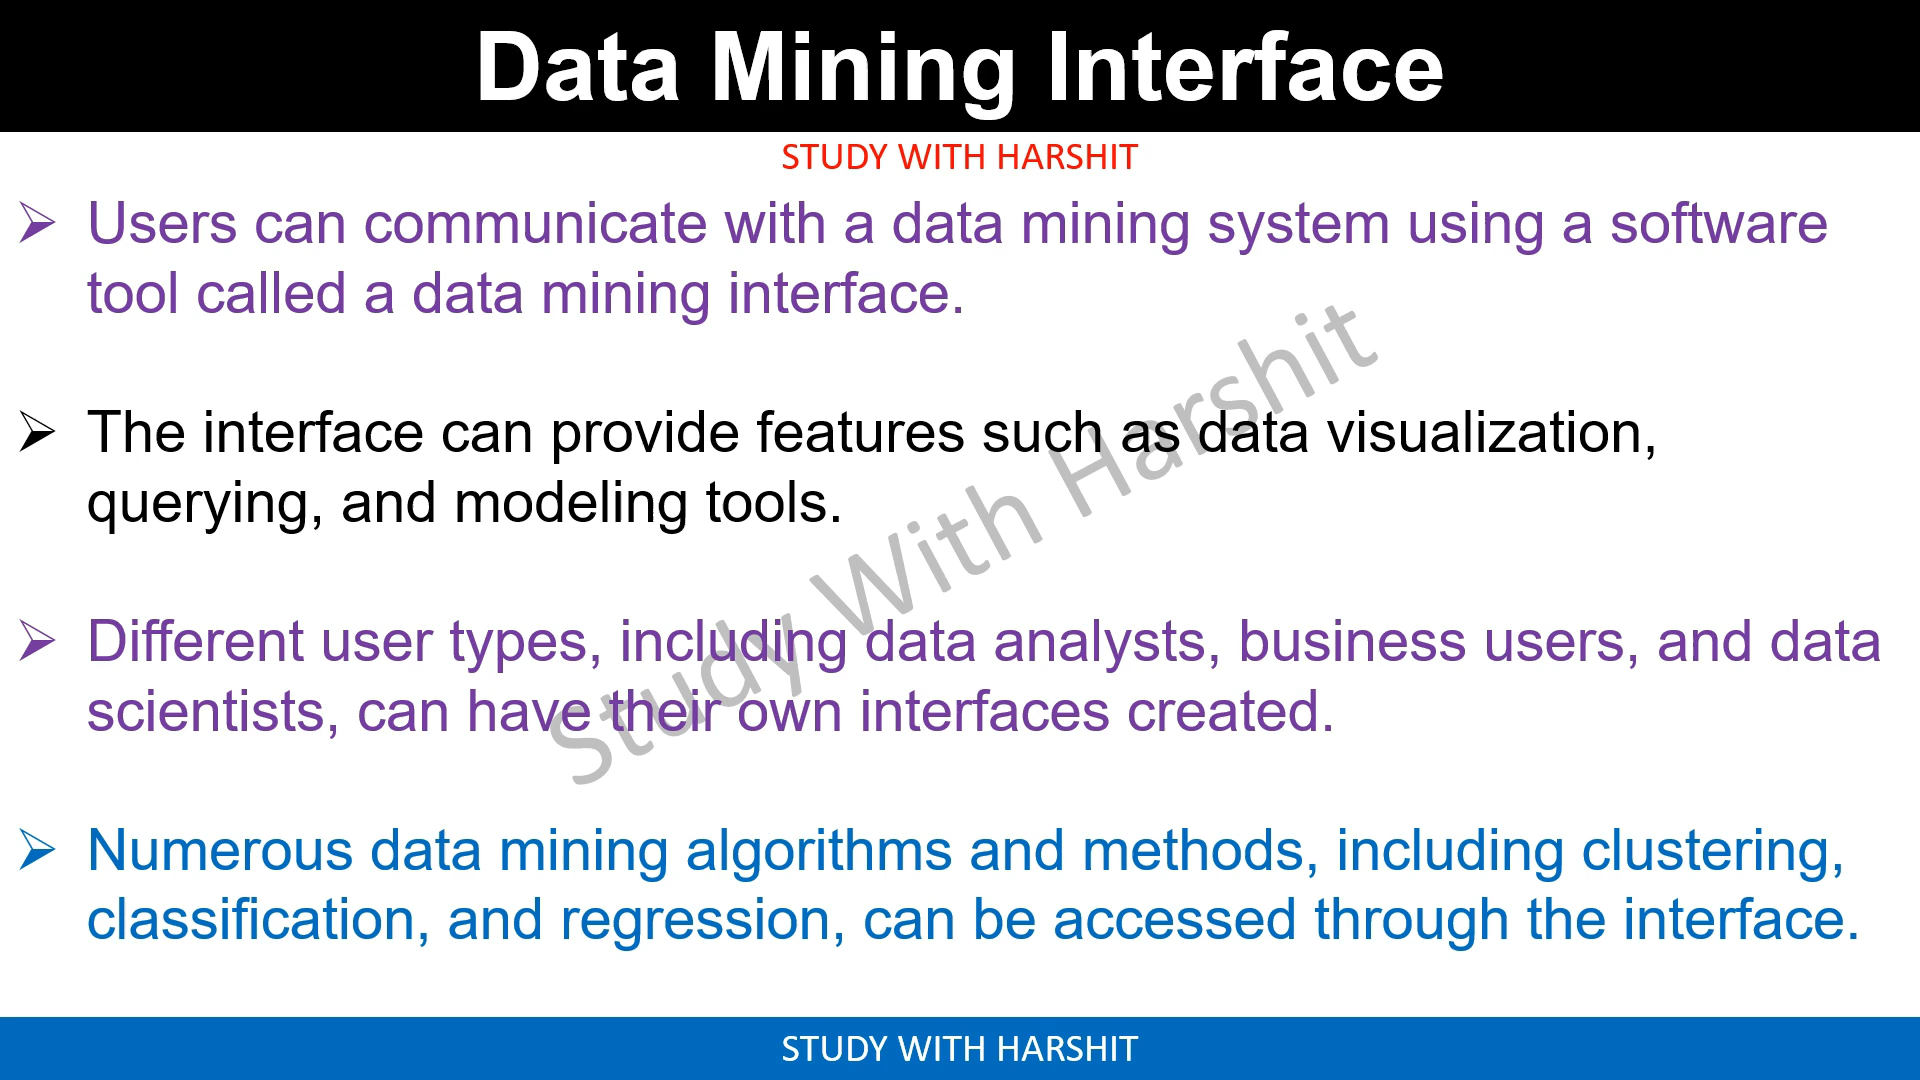 Data Mining Interface
STUDY WITH HARSHIT
➢ Users can communicate with a data mining system using a software
tool called a data mining interface.
➢ The interface can provide features such as data visualization,
querying, and modeling tools.
➢ Different user types, including data analysts, business users, and data
scientists, can have their own interfaces created.
➢ Numerous data mining algorithms and methods, including clustering,
classification, and regression, can be accessed through the interface.
Study With Harshit
STUDY WITH HARSHIT